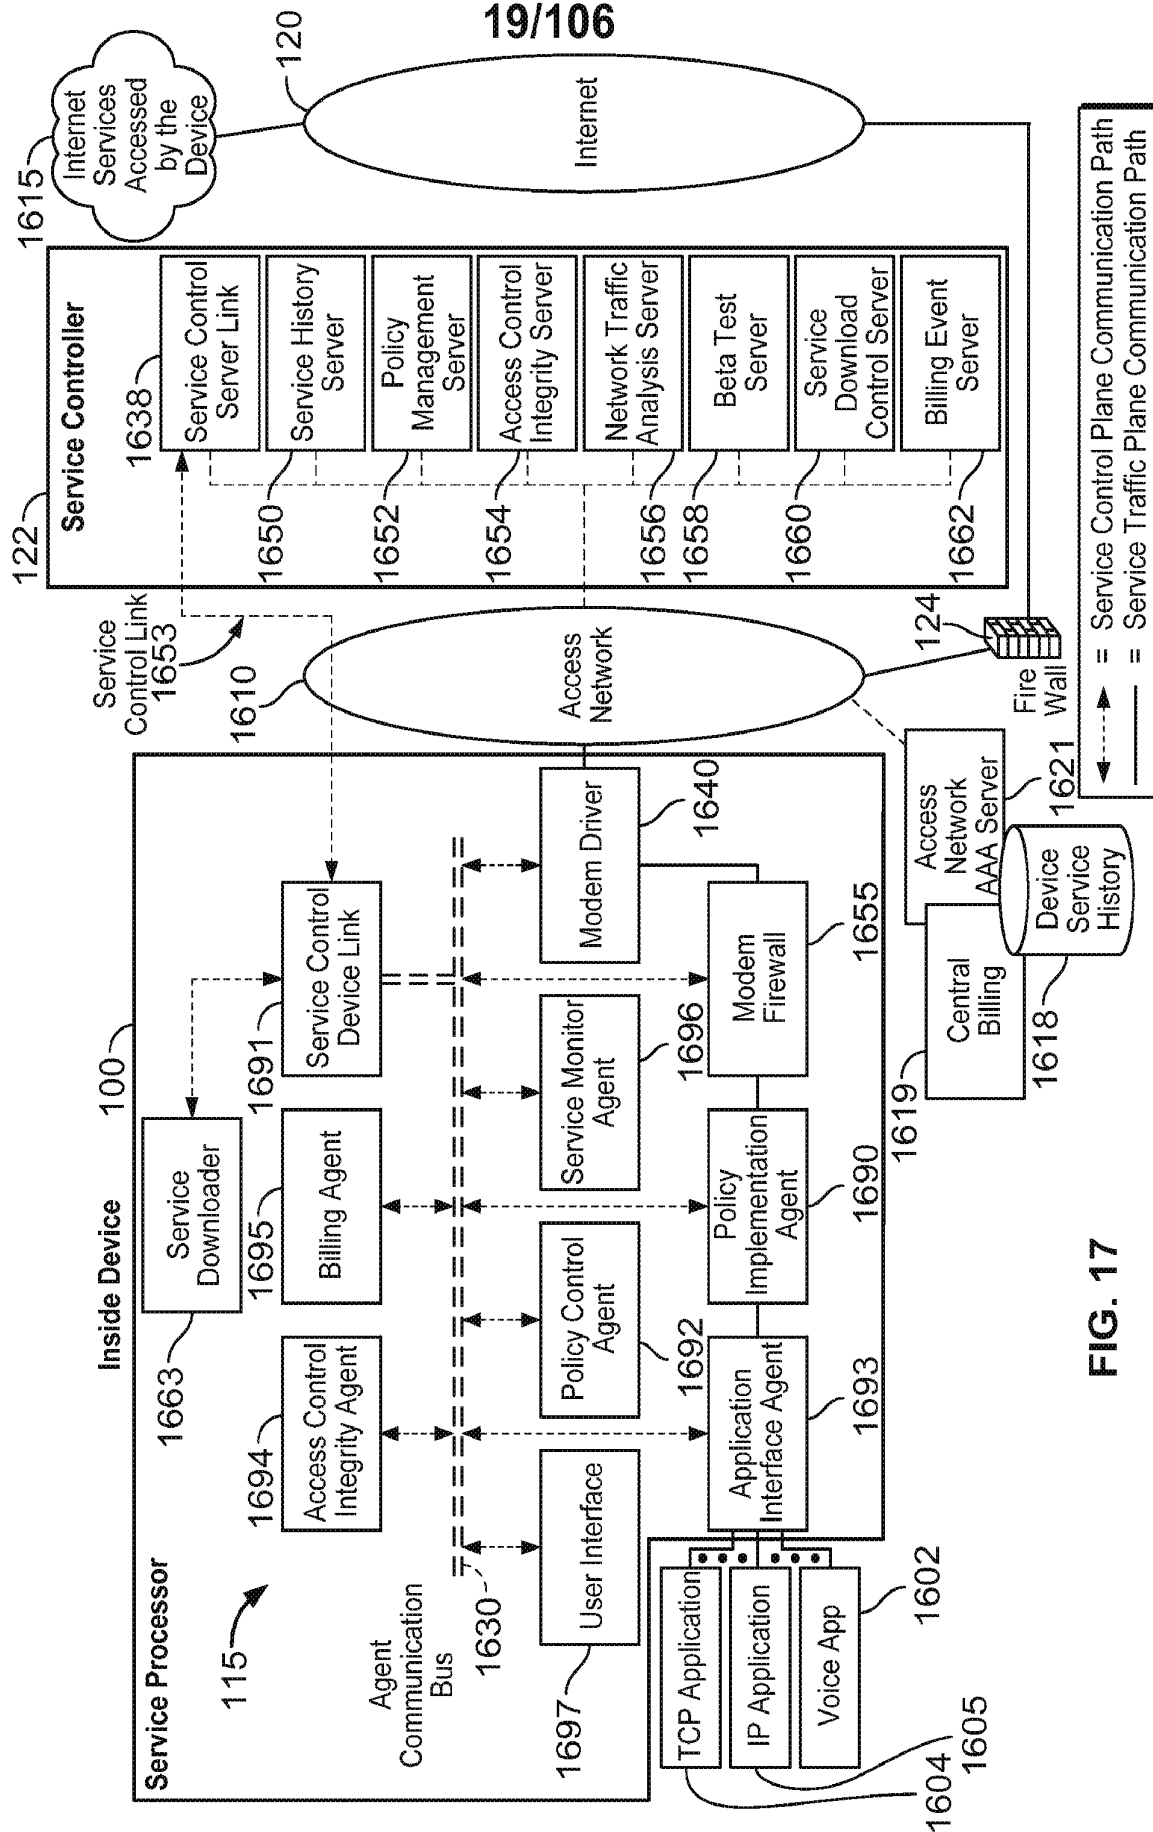 19/106
Service Processor
Inside Device
100
115
1663
Service
Downloader
1694
Access Control
Integrity Agent
1695
Billing Agent
1691
Service Control
Device Link
Agent
Communication
Bus
1630
User Interface
1697
Policy Control
Agent
1692
Service Monitor
Agent
1696
Modem Driver
1640
Application
Interface Agent
1693
Policy
Implementation
Agent
1690
Modem
Firewall
1655
TCP Application
1604
IP Application
1605
Voice App
1602
Service
Control Link
1653
1610
Access
Network
122
Service Controller
1638
Service Control
Server Link
1650
Service History
Server
1652
Policy
Management
Server
1654
Access Control
Integrity Server
1656
Network Traffic
Analysis Server
1658
Beta Test
Server
1660
Service
Download
Control Server
1662
Billing Event
Server
1615
Internet
Services
Accessed
by the
Device
120
Internet
124
Fire
Wall
1619
Central
Billing
Access
Network
AAA Server
1621
Device
Service
History
1618
= Service Control Plane Communication Path
= Service Traffic Plane Communication Path
FIG. 17